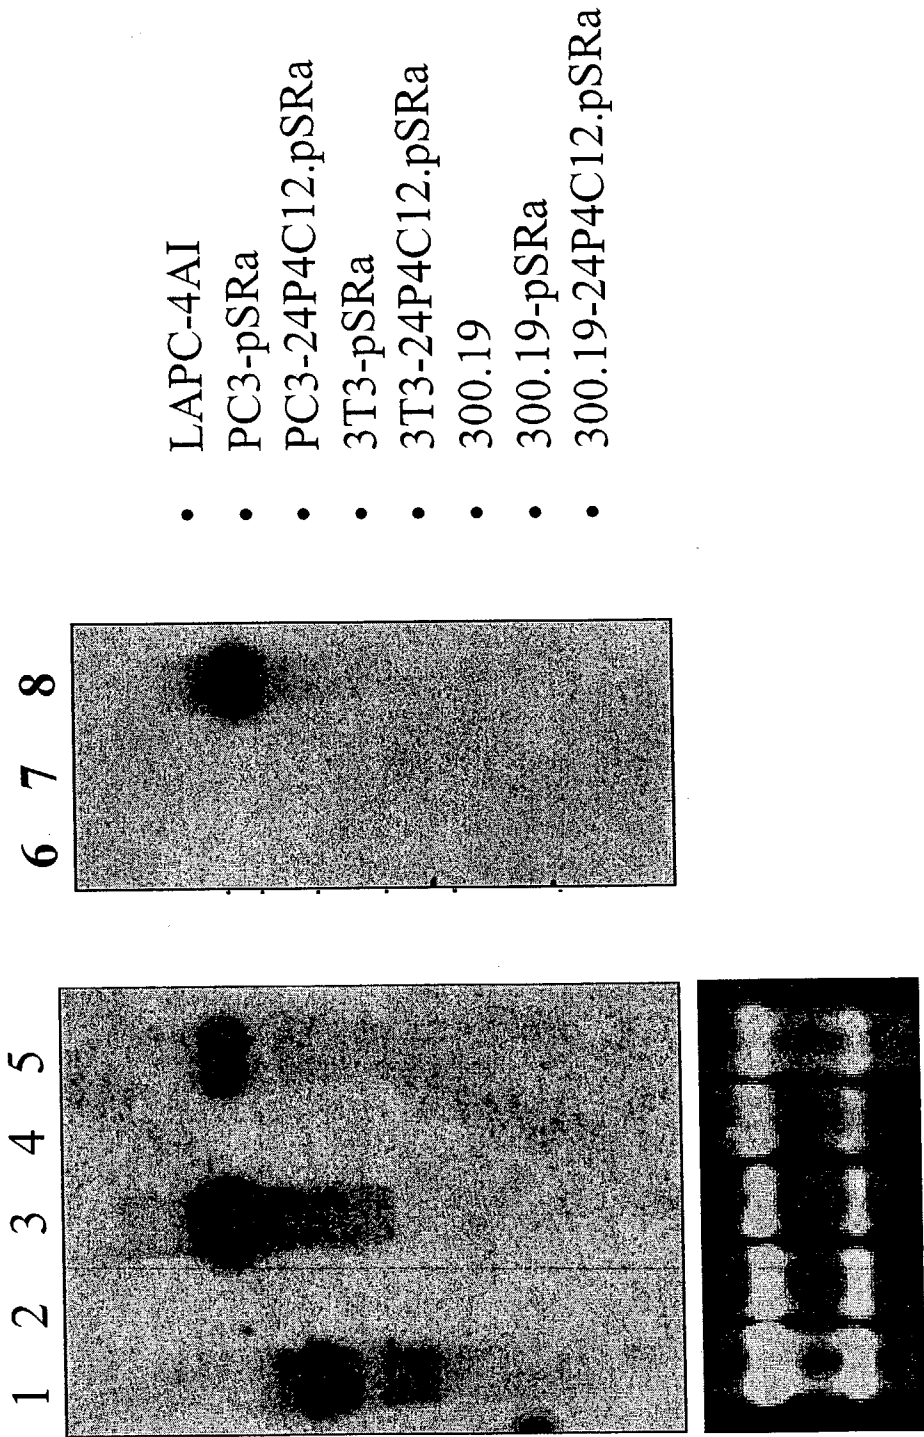 1 2 3 4 5 6 7 8
• LAPC-4AI
• PC3-pSRa
• PC3-24P4C12.pSRa
• 3T3-pSRa
• 3T3-24P4C12.pSRa
• 300.19
• 300.19-pSRa
• 300.19-24P4C12.pSRa